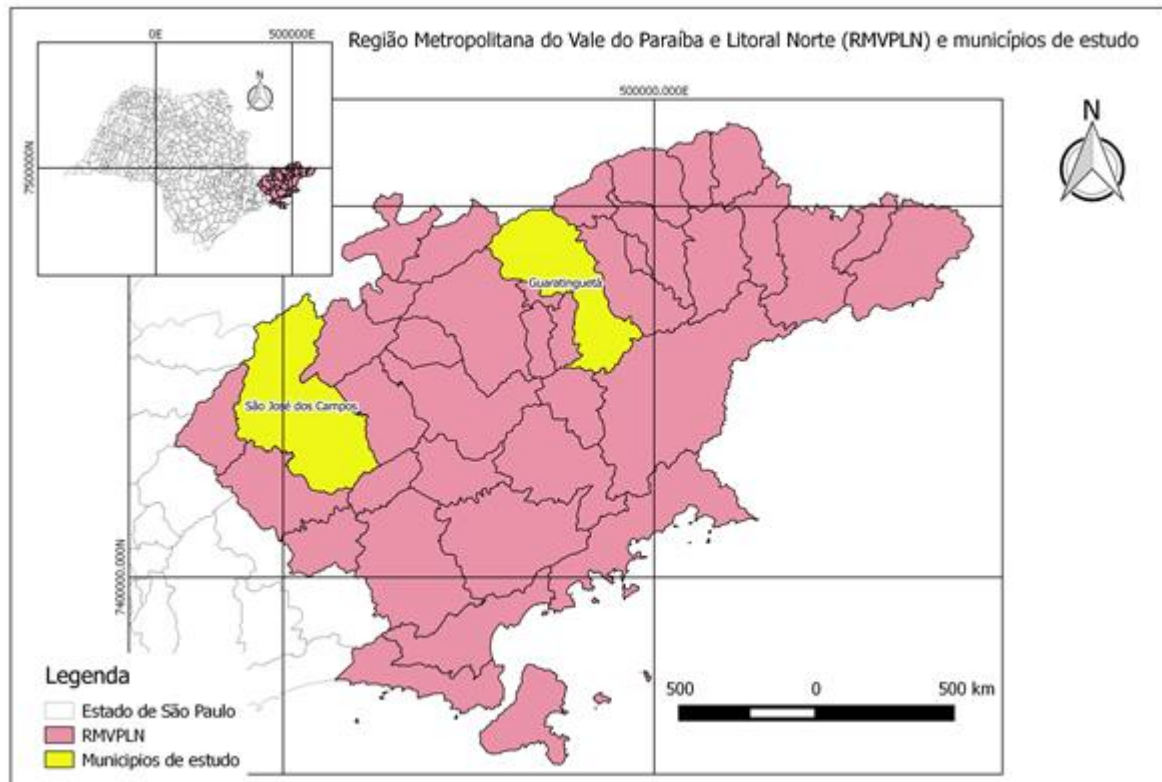 Região Metropolitana do Vale do Paraíba e Litoral Norte (RMVPLN) e municípios de estudo
0E
500000E
N
7500000N
500000.000E
N
Guaratinguetá
São José dos Campos
7400000.000N
Legenda
Estado de São Paulo
RMVPLN
Municipios de estudo
500
0
500 km